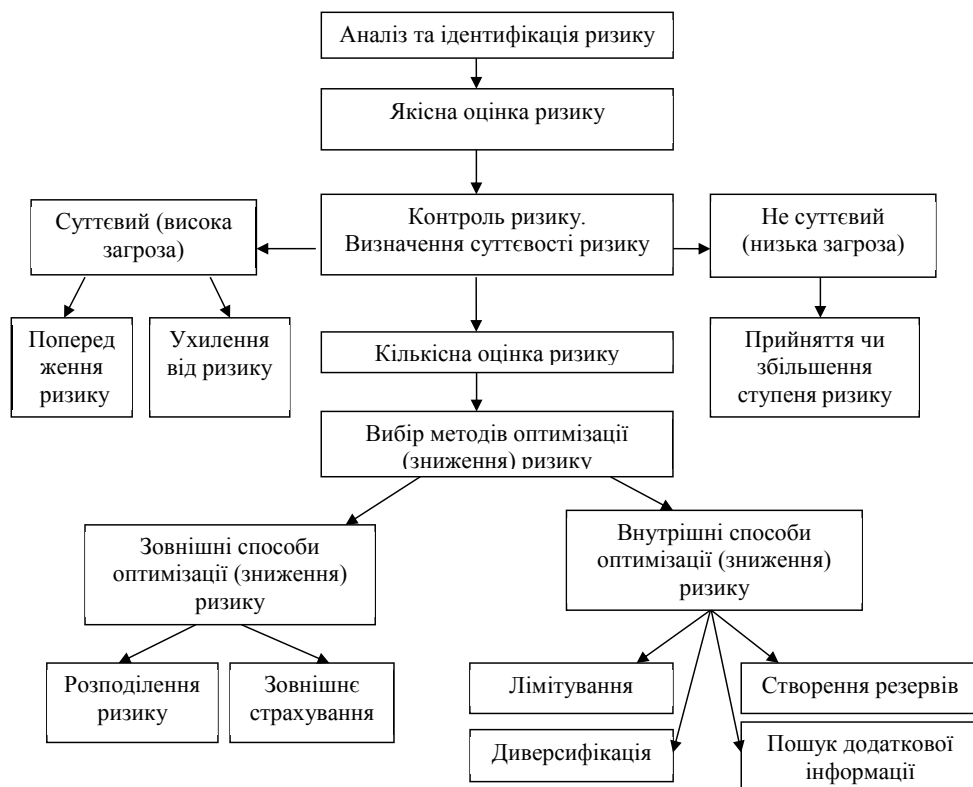 Аналіз та ідентифікація ризику
Якісна оцінка ризику
Суттєвий (висока
загроза)
Контроль ризику.
Визначення суттєвості ризику
Не суттєвий
(низька загроза)
Поперед
ження
ризику
Ухилення
від ризику
Кількісна оцінка ризику
Прийняття чи
збільшення
ступеня ризику
Вибір методів оптимізації
(зниження) ризику
Зовнішні способи
оптимізації (зниження)
ризику
Внутрішні способи
оптимізації (зниження)
ризику
Розподілення
ризику
Зовнішнє
страхування
Лімітування
Створення резервів
Диверсифікація
Пошук додаткової
інформації